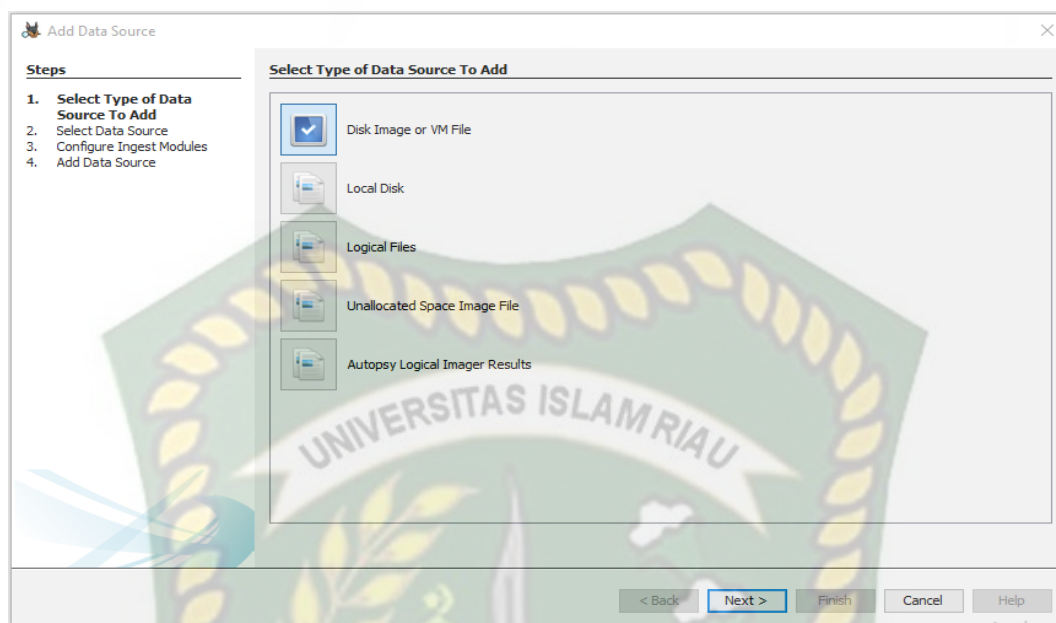 Add Data Source
Steps
1. Select Type of Data
Source To Add
2. Select Data Source
3. Configure Ingest Modules
4. Add Data Source
Select Type of Data Source To Add
Disk Image or VM File
Local Disk
Logical Files
Unallocated Space Image File
Autopsy Logical Imager Results
UNIVERSITAS ISLAM RIAU
< Back
Next >
Finish
Cancel
Help